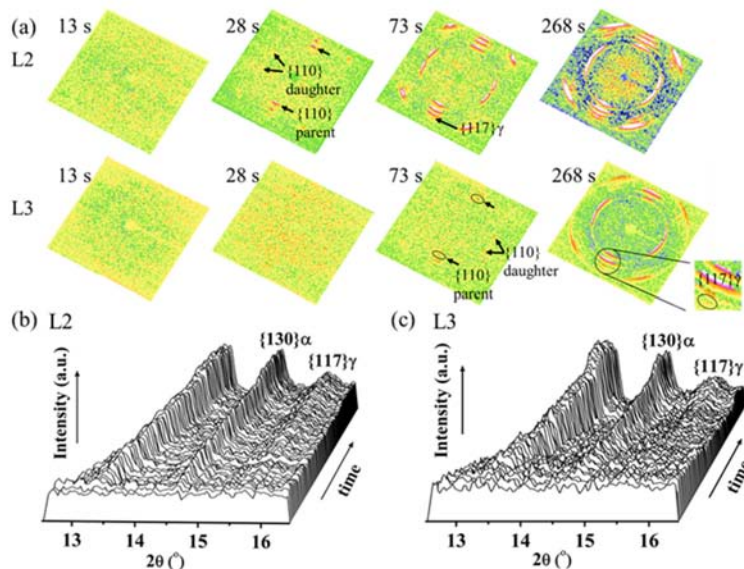 (a)
L2
13 s
28 s
73 s
268 s
{110}
daughter
{110}
parent
{117}γ
L3
13 s
28 s
73 s
268 s
{110}
daughter
{110}
parent
{117}γ
(b) L2
{130}α
{117}γ
Intensity (a.u.)
time
13 14 15 16
2θ (°)
(c) L3
{130}α
{117}γ
Intensity (a.u.)
time
13 14 15 16
2θ (°)